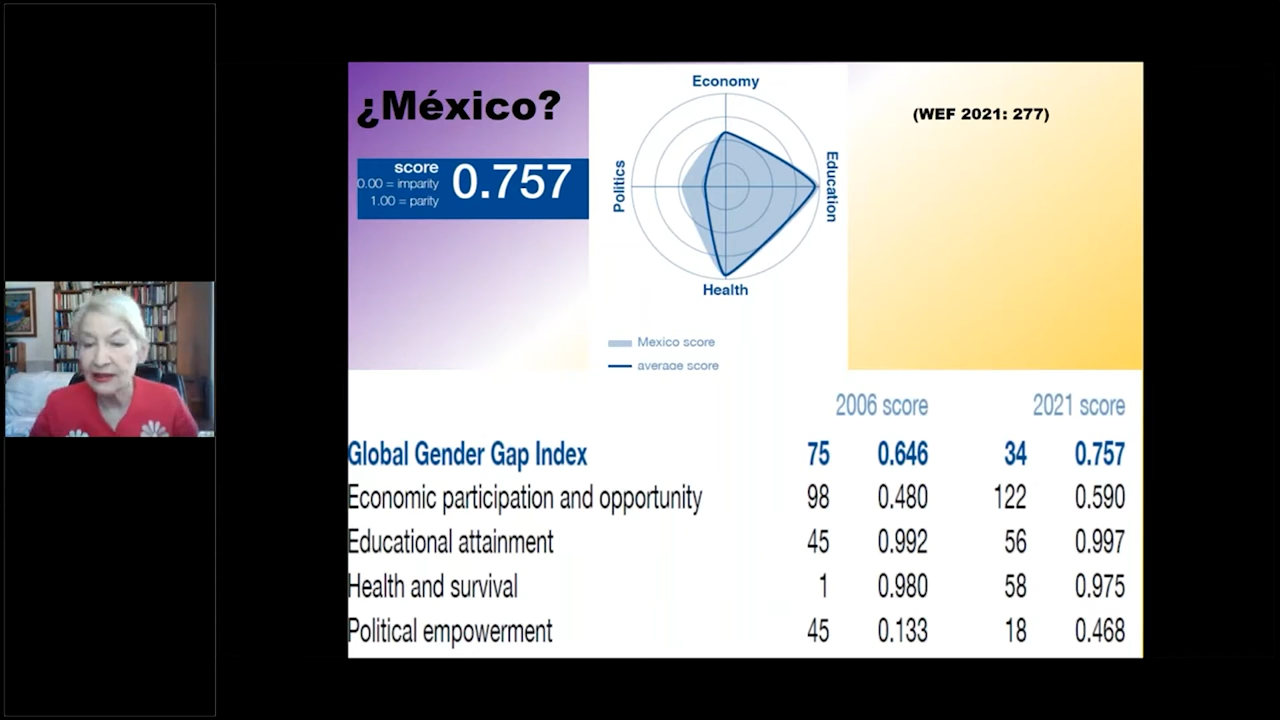 ¿México?
score
0.00 = imparity
1.00 = parity
0.757
Economy
Education
Politics
Health
Mexico score
average score
(WEF 2021: 277)
2006 score 2021 score
Global Gender Gap Index 75 0.646 34 0.757
Economic participation and opportunity 98 0.480 122 0.590
Educational attainment 45 0.992 56 0.997
Health and survival 1 0.980 58 0.975
Political empowerment 45 0.133 18 0.468